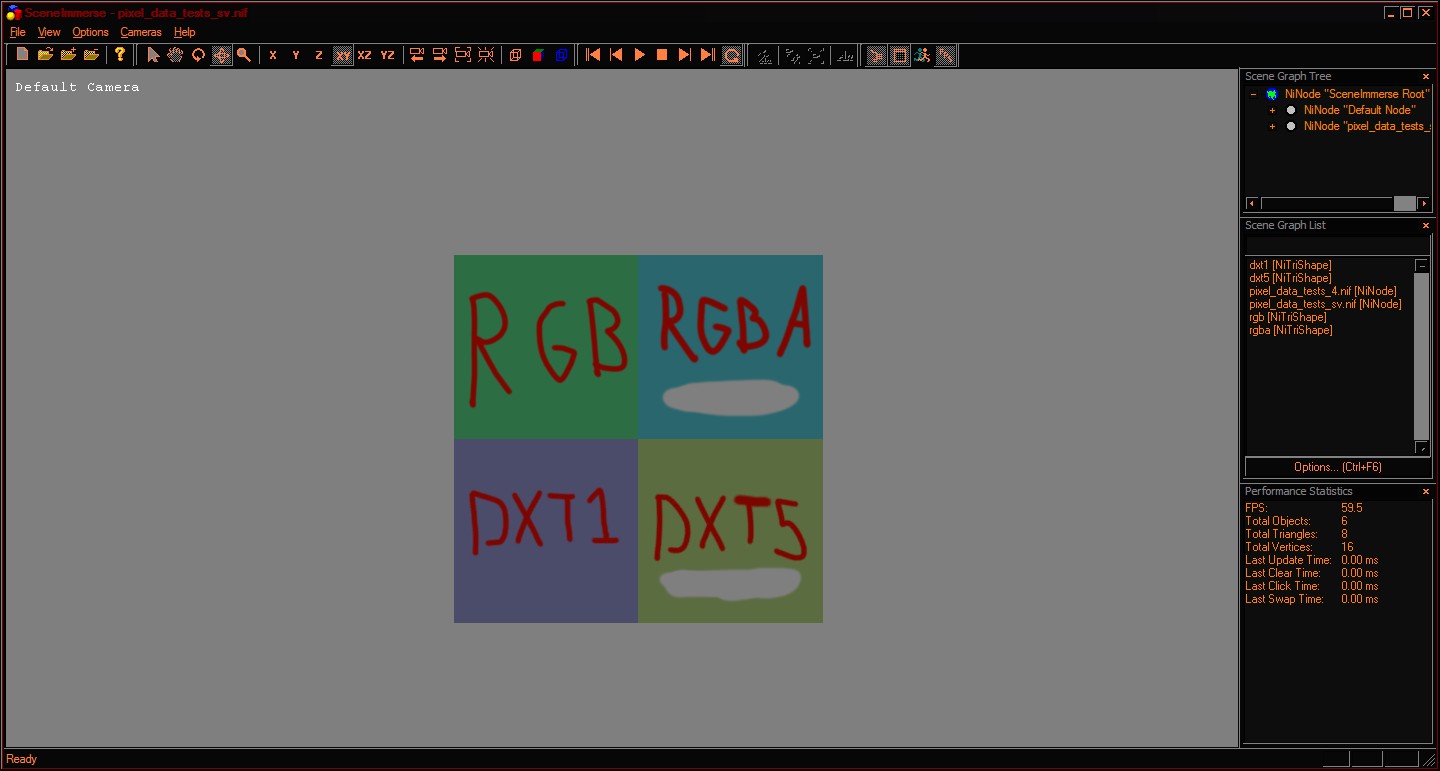 SceneImmerse - pixel_data_tests_sv.nif
File View Options Cameras Help
X Y Z XY XZ YZ
Default Camera
RGB RGBA
DXT1 DXT5
Scene Graph Tree
NiNode "SceneImmerse Root"
NiNode "Default Node"
NiNode "pixel_data_tests_
Scene Graph List
dxt1 [NiTriShape]
dxt5 [NiTriShape]
pixel_data_tests_4.nif [NiNode]
pixel_data_tests_sv.nif [NiNode]
rgb [NiTriShape]
rgba [NiTriShape]
Options... (Ctrl+F6)
Performance Statistics
FPS: 59.5
Total Objects: 6
Total Triangles: 8
Total Vertices: 16
Last Update Time: 0.00 ms
Last Clear Time: 0.00 ms
Last Click Time: 0.00 ms
Last Swap Time: 0.00 ms
Ready